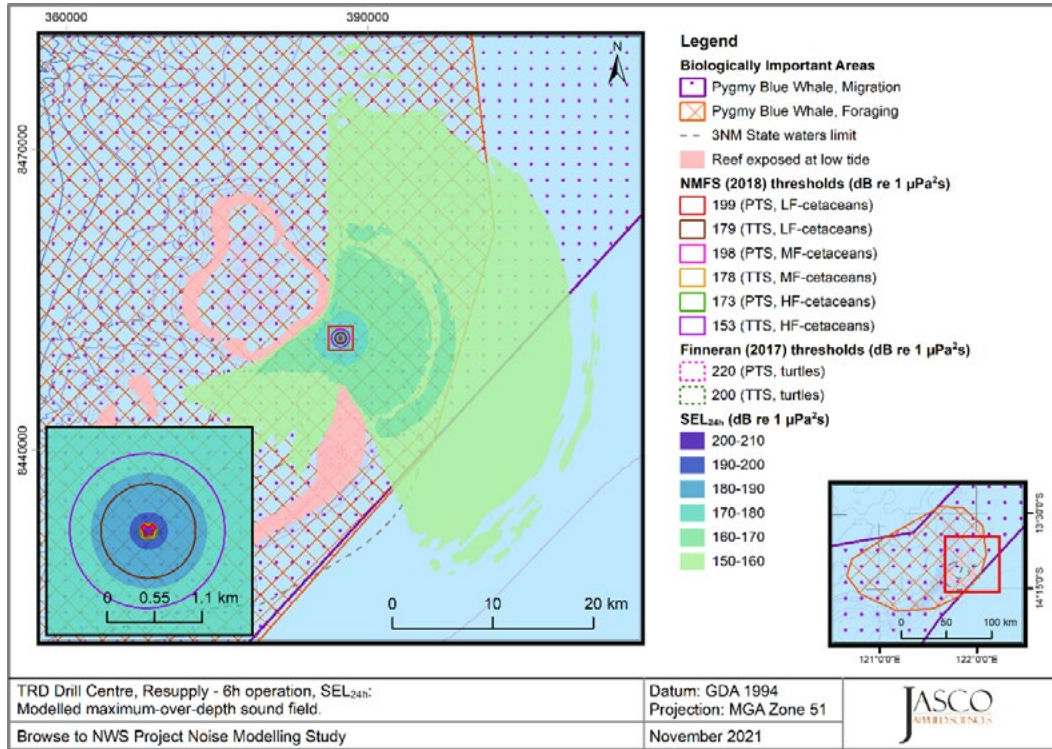 360000
390000
8470000
8440000
N
0 0.55 1.1 km
0 10 20 km
Legend
Biologically Important Areas
Pygmy Blue Whale, Migration
Pygmy Blue Whale, Foraging
3NM State waters limit
Reef exposed at low tide
NMFS (2018) thresholds (dB re 1 µPa²s)
199 (PTS, LF-cetaceans)
179 (TTS, LF-cetaceans)
198 (PTS, MF-cetaceans)
178 (TTS, MF-cetaceans)
173 (PTS, HF-cetaceans)
153 (TTS, HF-cetaceans)
Finneran (2017) thresholds (dB re 1 µPa²s)
220 (PTS, turtles)
200 (TTS, turtles)
SEL24h (dB re 1 µPa²s)
200-210
190-200
180-190
170-180
160-170
150-160
13°30'S
14°15'S
0 50 100 km
121°0'0"E 122°0'0"E
TRD Drill Centre, Resupply - 6h operation, SEL24h:
Modelled maximum-over-depth sound field.
Browse to NWS Project Noise Modelling Study
Datum: GDA 1994
Projection: MGA Zone 51
November 2021
JASCO
APPLIED SCIENCES